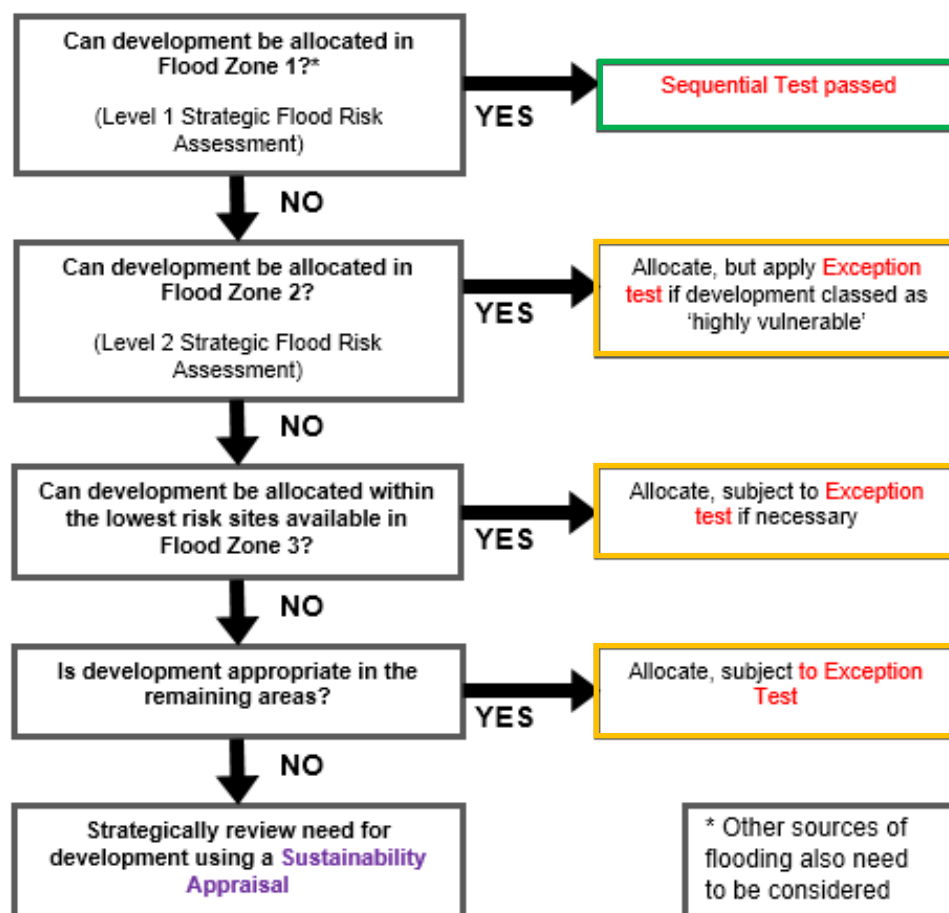 Can development be allocated in
Flood Zone 1?*
(Level 1 Strategic Flood Risk
Assessment)
YES
Sequential Test passed
NO
Can development be allocated in
Flood Zone 2?
(Level 2 Strategic Flood Risk
Assessment)
YES
Allocate, but apply Exception
test if development classed as
‘highly vulnerable’
NO
Can development be allocated within
the lowest risk sites available in
Flood Zone 3?
YES
Allocate, subject to Exception
test if necessary
NO
Is development appropriate in the
remaining areas?
YES
Allocate, subject to Exception
Test
NO
Strategically review need for
development using a Sustainability
Appraisal
* Other sources of
flooding also need
to be considered